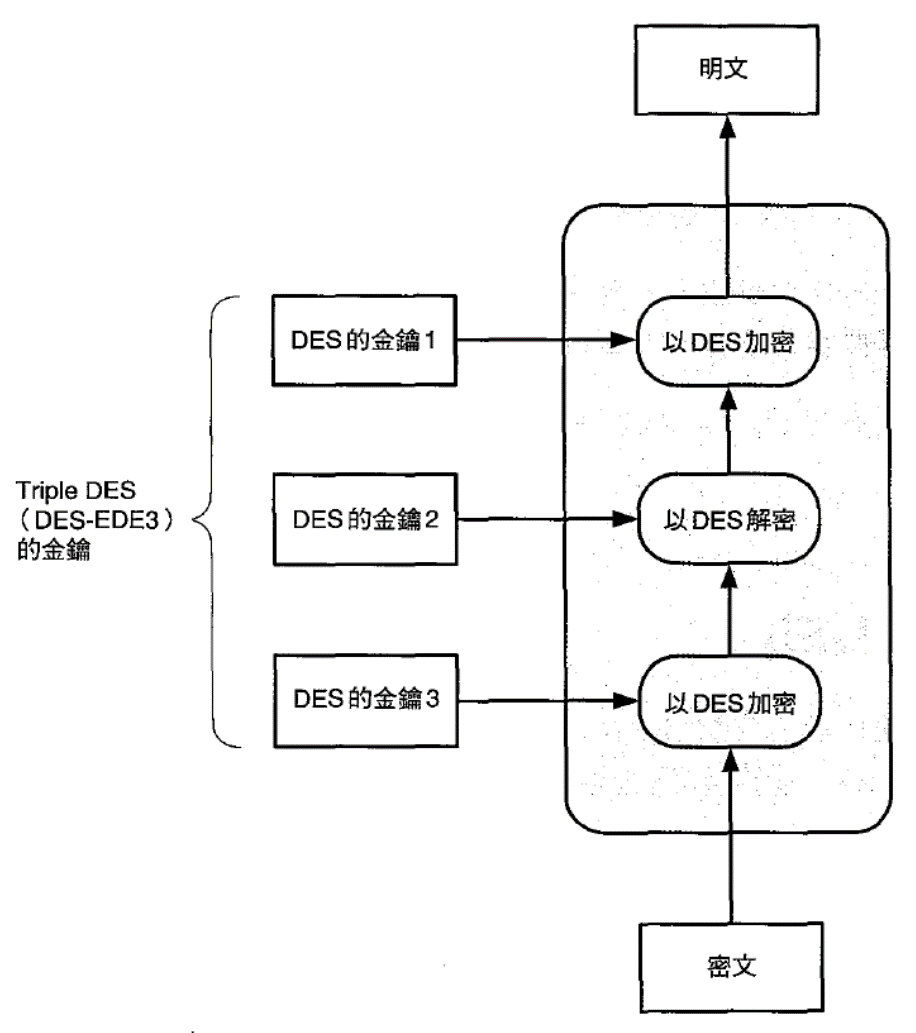 明文
DES的金鑰1
以DES加密
Triple DES
（DES-EDE3）
的金鑰
DES的金鑰2
以DES解密
DES的金鑰3
以DES加密
密文